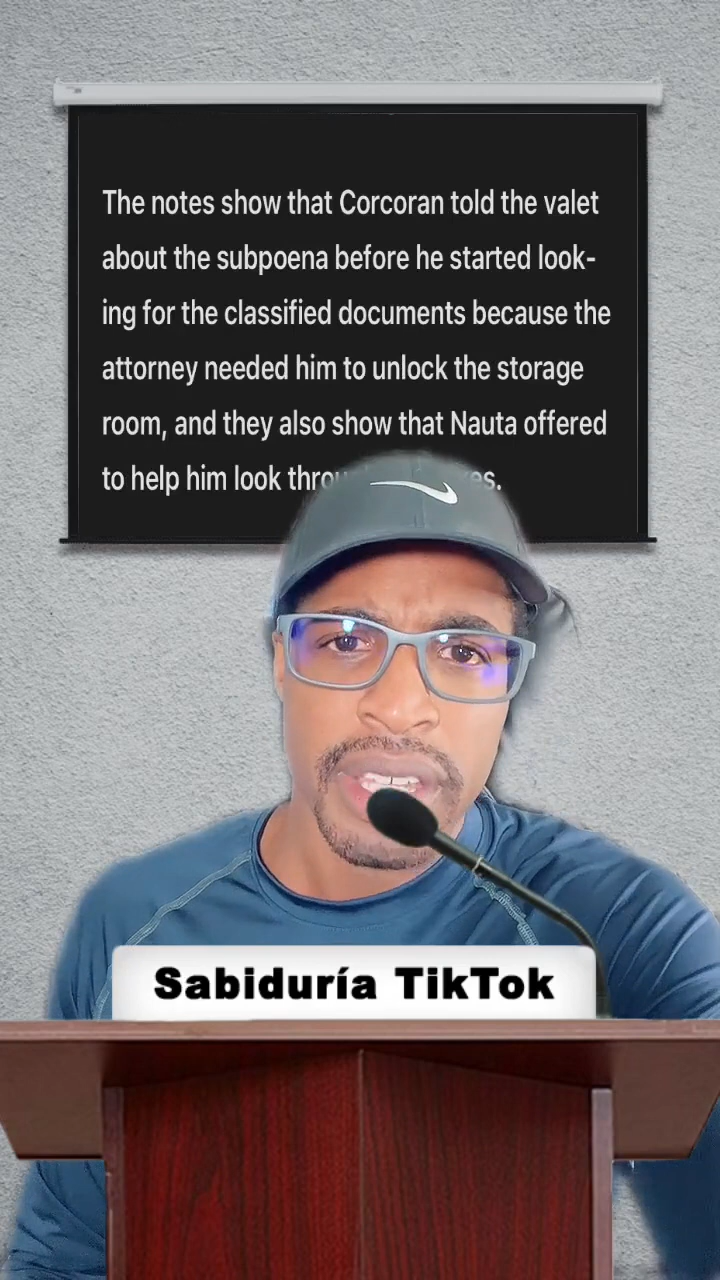 The notes show that Corcoran told the valet
about the subpoena before he started look-
ing for the classified documents because the
attorney needed him to unlock the storage
room, and they also show that Nauta offered
to help him look
Sabiduría TikTok